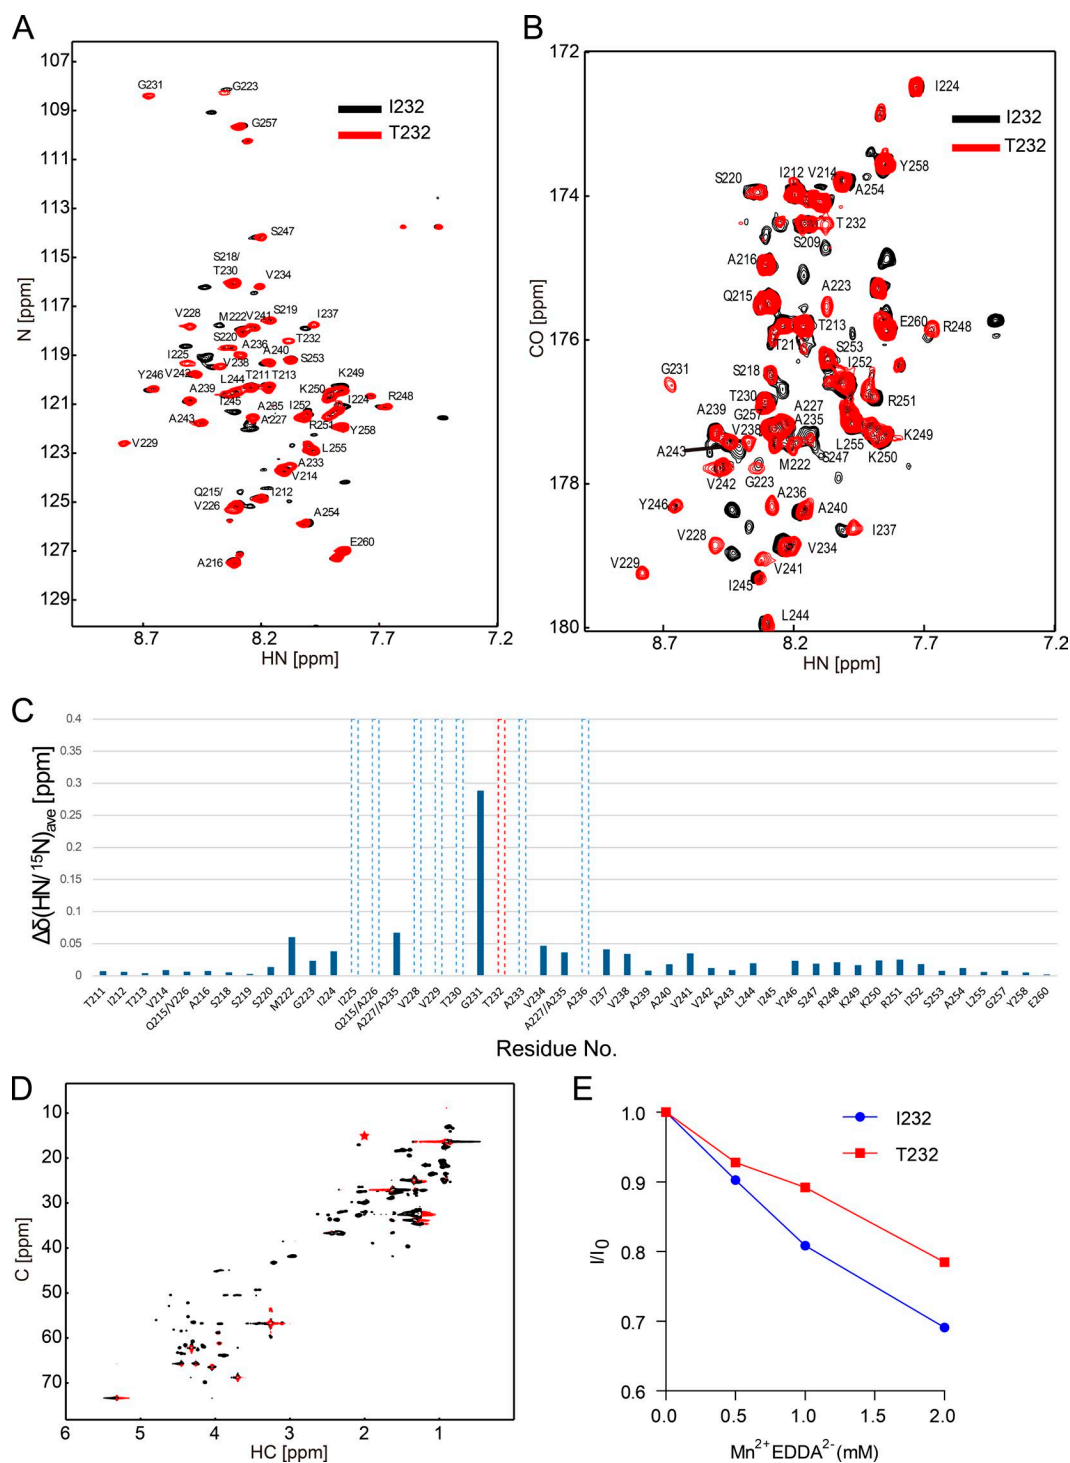 A
107
109
111
113
115
117
119
121
123
125
127
129
N [ppm]
8.7
8.2
7.7
7.2
HN [ppm]
I232
T232
G231
G223
G257
S247
S218/
T230
V234
V228
M222
V241
S219
I237
S220
A236
T232
I225
V238
A240
S253
Y246
V242
L244
T211
T213
K249
A239
I245
K250
I224
R248
A285
I252
A243
A227
R251
Y258
V229
L255
A233
V214
Q215/
V226
I212
A254
A216
E260
B
172
174
176
178
180
CO [ppm]
8.7
8.2
7.7
7.2
HN [ppm]
I232
T232
I224
Y258
I212
V214
S220
A254
T232
S209
A216
A223
Q215
T213
E260
R248
T211
S253
G231
S218
I252
T230
R251
G257
A227
A239
A235
V238
K249
A243
L255
S247
K250
M222
V242
G223
Y246
A236
A240
I237
V228
V234
V229
V241
I245
L244
C
0.4
0.35
0.3
0.25
0.2
0.15
0.1
0.05
0
Δδ(HN/ ¹⁵N)ave [ppm]
T211
I212
T213
V214
Q215/V226
A216
S218
S219
S220
M222
G223
I224
I225
Q215/A226
A227/A235
V228
V229
T230
G231
T232
A233
V234
A227/A235
A236
I237
V238
A239
A240
V241
V242
A243
L244
I245
Y246
S247
R248
K249
K250
R251
I252
S253
A254
L255
G257
Y258
E260
Residue No.
D
10
20
30
40
50
60
70
C [ppm]
6
5
4
3
2
1
HC [ppm]
E
1.0
0.9
0.8
0.7
0.6
I/I0
I232
T232
0.0
0.5
1.0
1.5
2.0
Mn²⁺EDDA²⁻(mM)